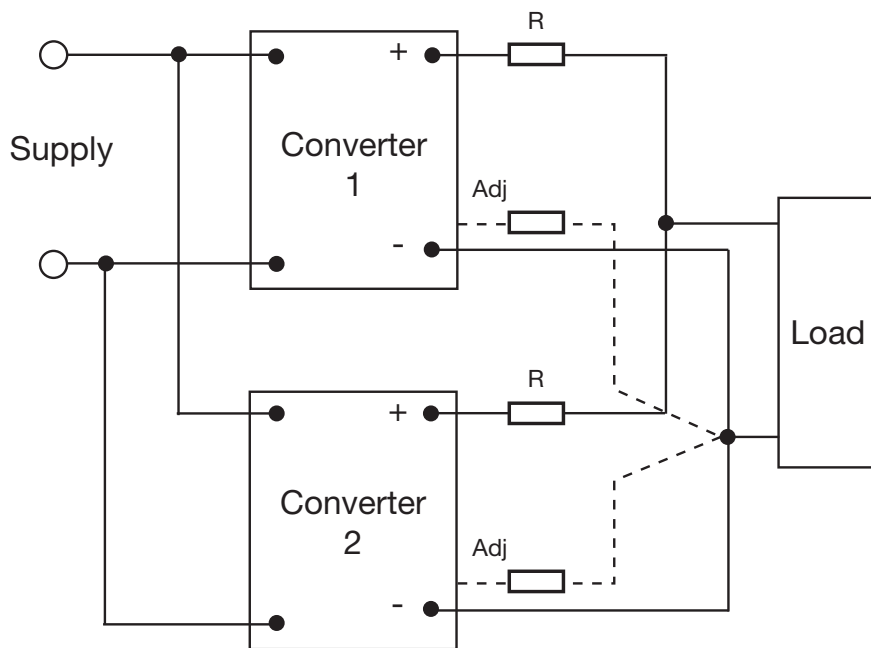 R
+
Supply
Converter
1
Adj
-
Load
R
+
Converter
2
Adj
-